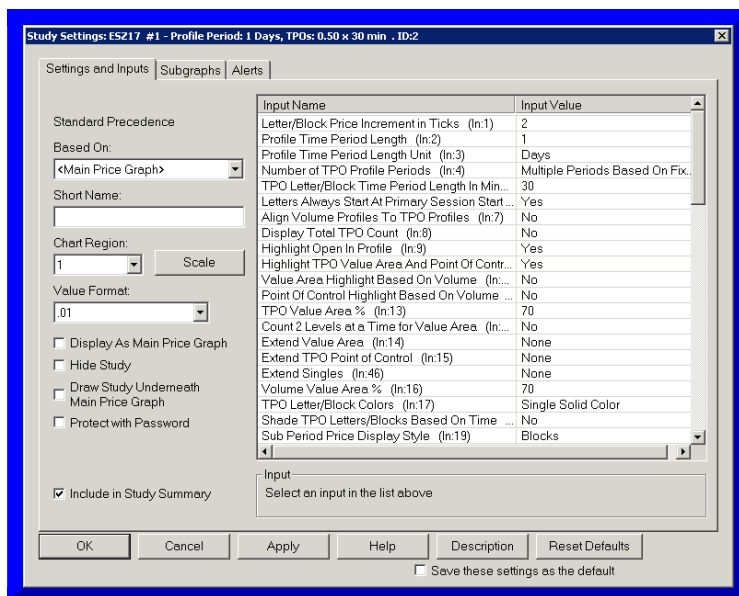 Study Settings: ESZ17 #1 - Profile Period: 1 Days, TPOs: 0.50 x 30 min . ID:2
Settings and Inputs
Subgraphs
Alerts
Standard Precedence
Based On:
<Main Price Graph>
Short Name:
Chart Region:
1
Scale
Value Format:
.01
Display As Main Price Graph
Hide Study
Draw Study Underneath
Main Price Graph
Protect with Password
Include in Study Summary
Input Name Input Value
Letter/Block Price Increment in Ticks (In:1) 2
Profile Time Period Length (In:2) 1
Profile Time Period Length Unit (In:3) Days
Number of TPO Profile Periods (In:4) Multiple Periods Based On Fix..
TPO Letter/Block Time Period Length In Min... 30
Letters Always Start At Primary Session Start ... Yes
Align Volume Profiles To TPO Profiles (In:7) No
Display Total TPO Count (In:8) No
Highlight Open In Profile (In:9) Yes
Highlight TPO Value Area And Point Of Contr... Yes
Value Area Highlight Based On Volume (In:... No
Point Of Control Highlight Based On Volume ... No
TPO Value Area % (In:13) 70
Count 2 Levels at a Time for Value Area (In:... No
Extend Value Area (In:14) None
Extend TPO Point of Control (In:15) None
Extend Singles (In:46) None
Volume Value Area % (In:16) 70
TPO Letter/Block Colors (In:17) Single Solid Color
Shade TPO Letters/Blocks Based On Time ... No
Sub Period Price Display Style (In:19) Blocks
Input
Select an input in the list above
OK
Cancel
Apply
Help
Description
Reset Defaults
Save these settings as the default